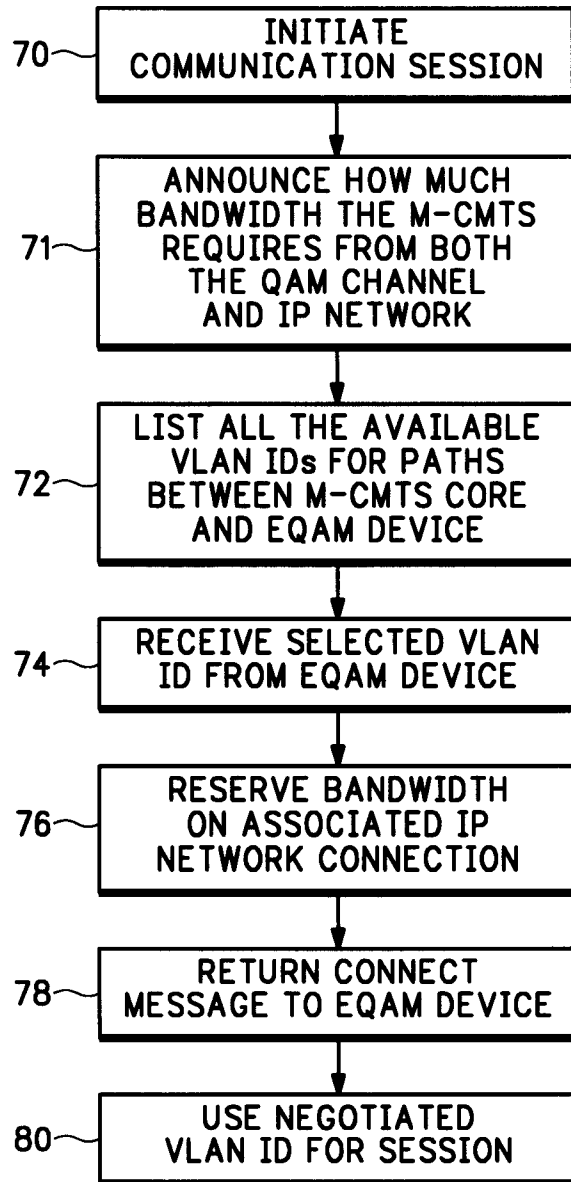 70
INITIATE
COMMUNICATION SESSION
71
ANNOUNCE HOW MUCH
BANDWIDTH THE M-CMTS
REQUIRES FROM BOTH
THE QAM CHANNEL
AND IP NETWORK
72
LIST ALL THE AVAILABLE
VLAN IDs FOR PATHS
BETWEEN M-CMTS CORE
AND EQAM DEVICE
74
RECEIVE SELECTED VLAN
ID FROM EQAM DEVICE
76
RESERVE BANDWIDTH
ON ASSOCIATED IP
NETWORK CONNECTION
78
RETURN CONNECT
MESSAGE TO EQAM DEVICE
80
USE NEGOTIATED
VLAN ID FOR SESSION